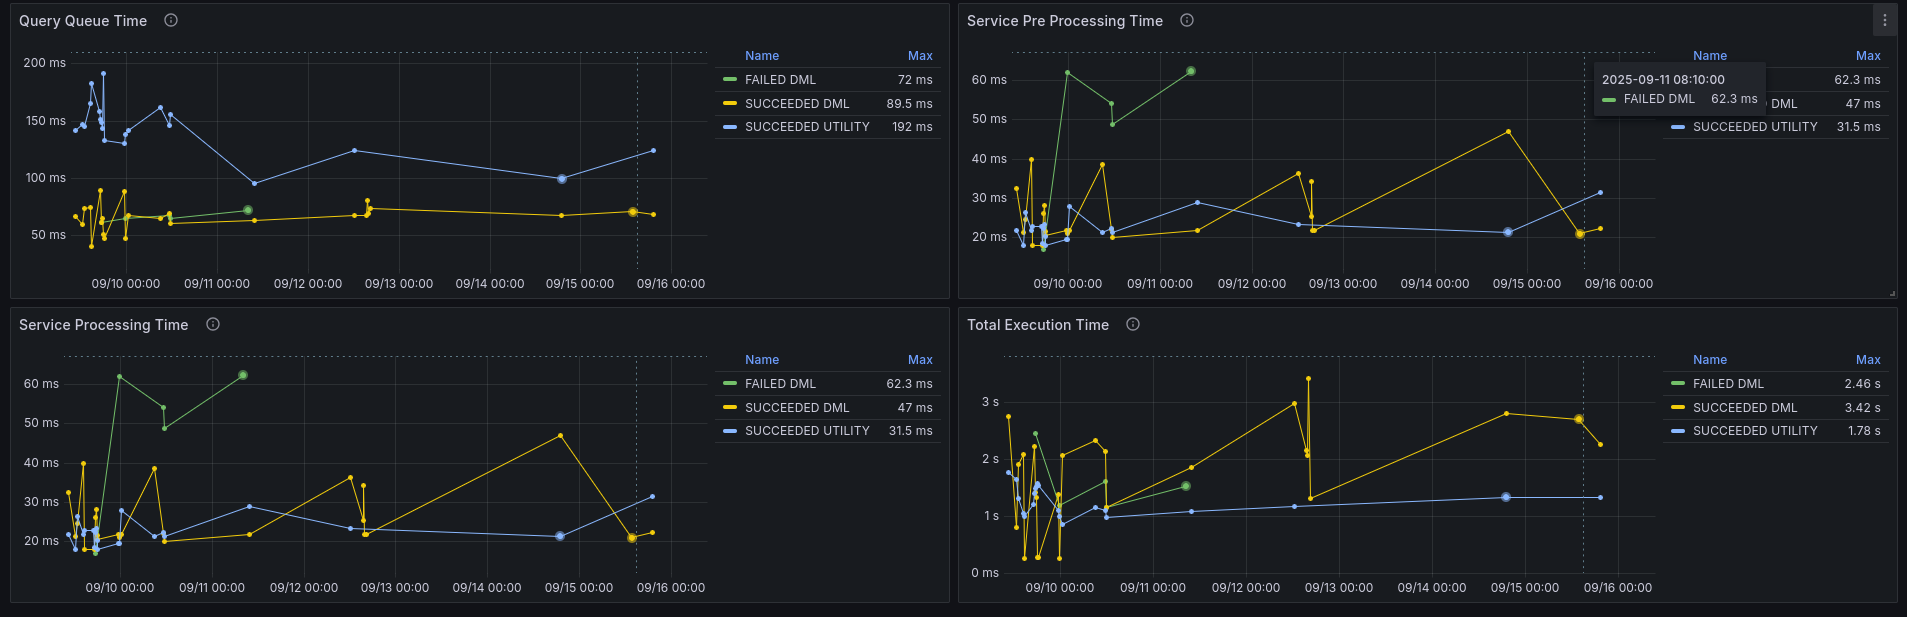 Query Queue Time
200 ms
150 ms
100 ms
50 ms
09/10 00:00 09/11 00:00 09/12 00:00 09/13 00:00 09/14 00:00 09/15 00:00 09/16 00:00
Name Max
FAILED DML 72 ms
SUCCEEDED DML 89.5 ms
SUCCEEDED UTILITY 192 ms
Service Pre Processing Time
60 ms
50 ms
40 ms
30 ms
20 ms
09/10 00:00 09/11 00:00 09/12 00:00 09/13 00:00 09/14 00:00 09/15 00:00 09/16 00:00
Name Max
62.3 ms
DML 47 ms
SUCCEEDED UTILITY 31.5 ms
2025-09-11 08:10:00
FAILED DML 62.3 ms
Service Processing Time
60 ms
50 ms
40 ms
30 ms
20 ms
09/10 00:00 09/11 00:00 09/12 00:00 09/13 00:00 09/14 00:00 09/15 00:00 09/16 00:00
Name Max
FAILED DML 62.3 ms
SUCCEEDED DML 47 ms
SUCCEEDED UTILITY 31.5 ms
Total Execution Time
3 s
2 s
1 s
0 ms
09/10 00:00 09/11 00:00 09/12 00:00 09/13 00:00 09/14 00:00 09/15 00:00 09/16 00:00
Name Max
FAILED DML 2.46 s
SUCCEEDED DML 3.42 s
SUCCEEDED UTILITY 1.78 s